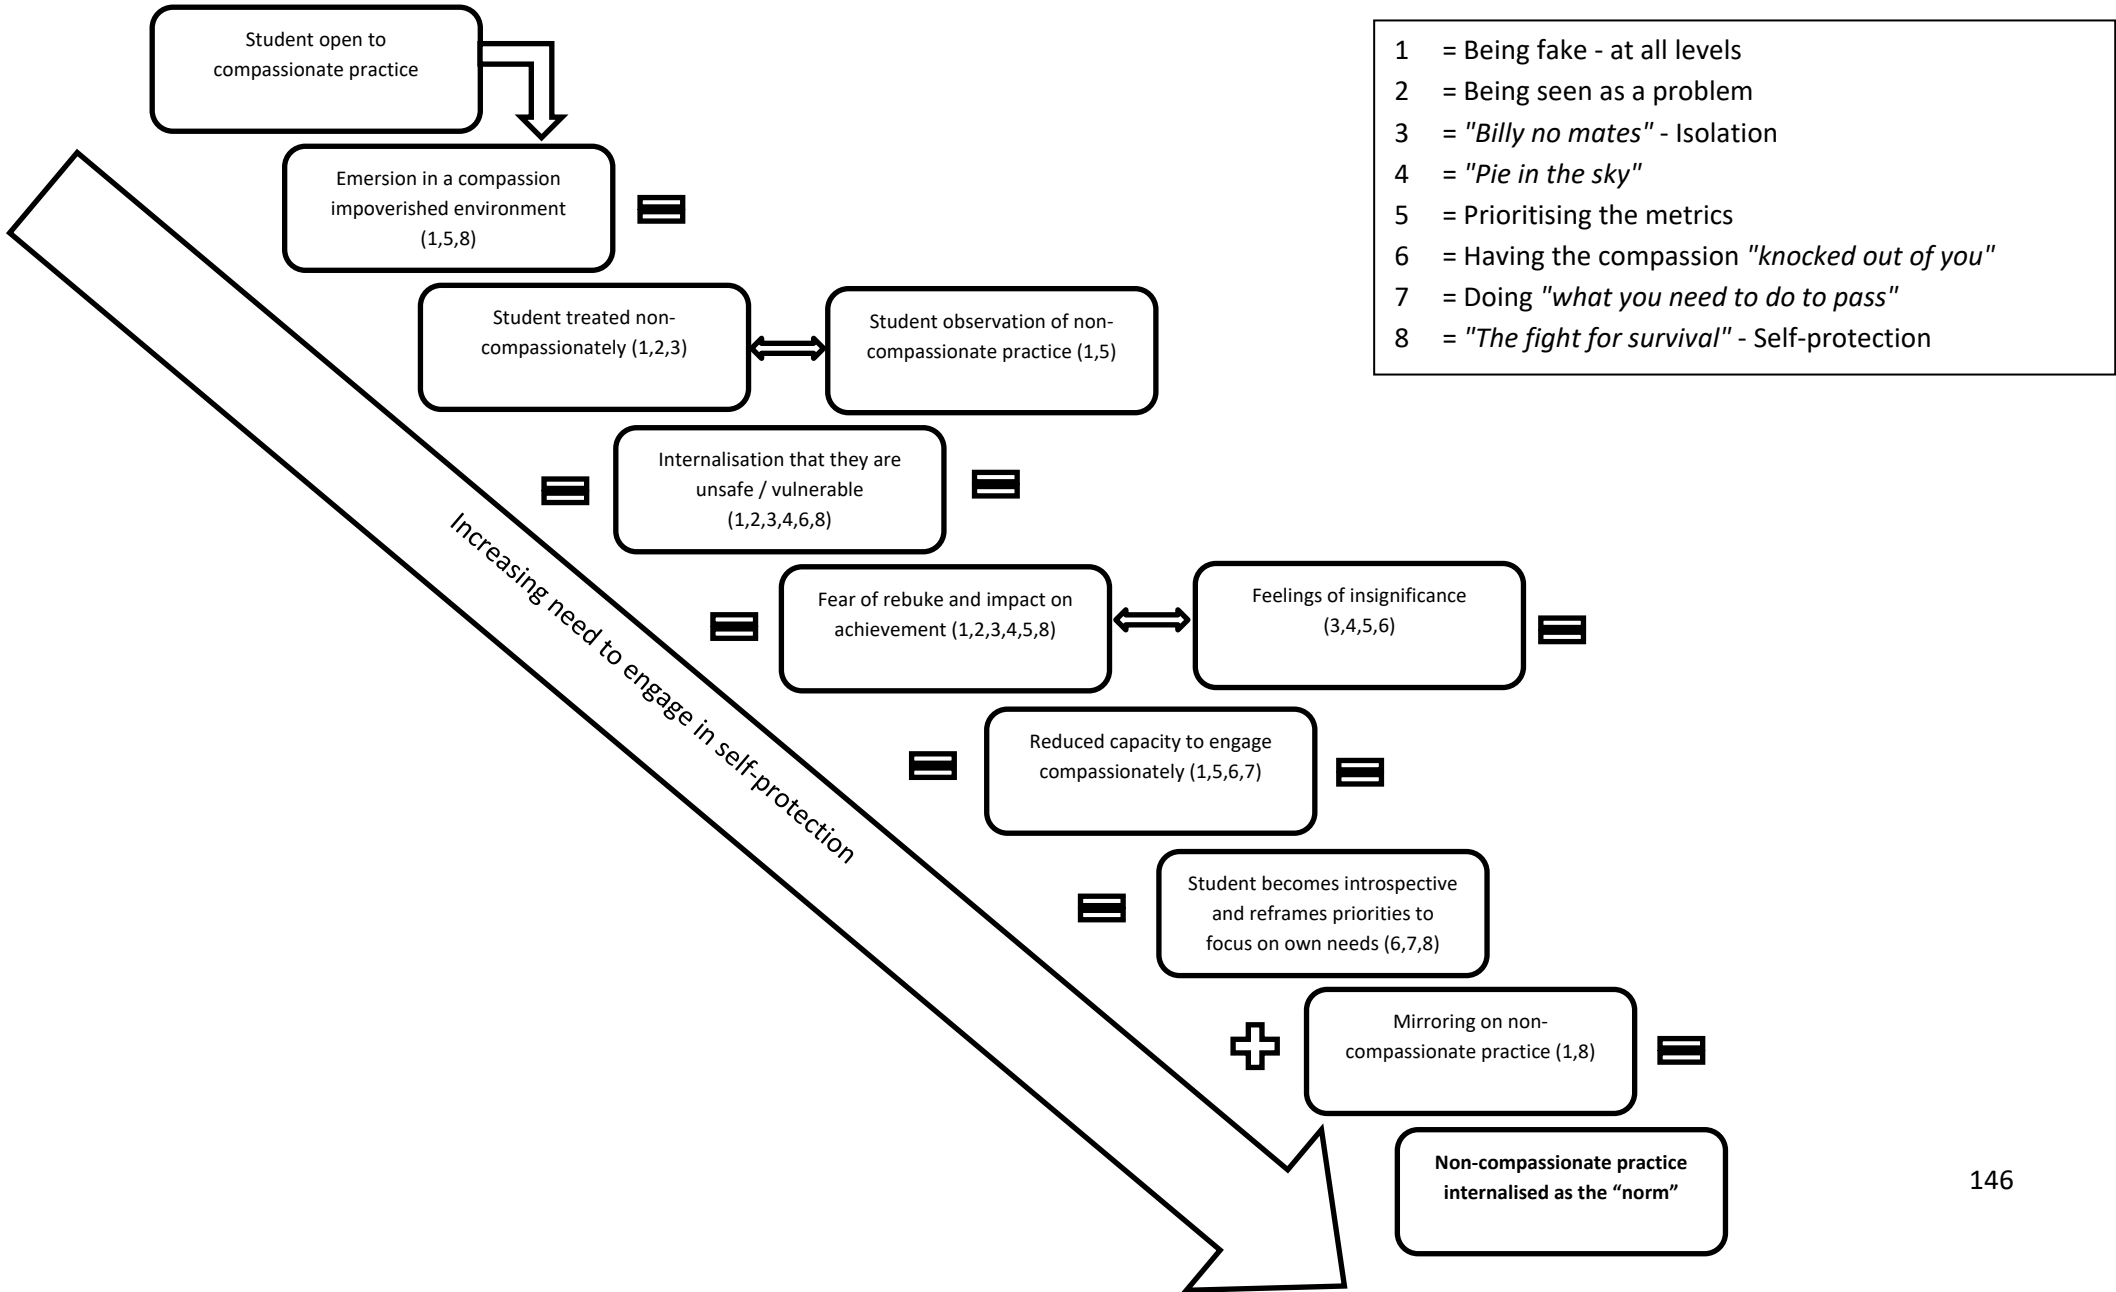 Student open to
compassionate practice
1 = Being fake - at all levels
2 = Being seen as a problem
3 = "Billy no mates" - Isolation
4 = "Pie in the sky"
5 = Prioritising the metrics
6 = Having the compassion "knocked out of you"
7 = Doing "what you need to do to pass"
8 = "The fight for survival" - Self-protection
Emersion in a compassion
impoverished environment
(1,5,8)
Student treated non-
compassionately (1,2,3)
Student observation of non-
compassionate practice (1,5)
Internalisation that they are
unsafe / vulnerable
(1,2,3,4,6,8)
Increasing need to engage in self-protection
Fear of rebuke and impact on
achievement (1,2,3,4,5,8)
Feelings of insignificance
(3,4,5,6)
Reduced capacity to engage
compassionately (1,5,6,7)
Student becomes introspective
and reframes priorities to
focus on own needs (6,7,8)
Mirroring on non-
compassionate practice (1,8)
Non-compassionate practice
internalised as the “norm”
146